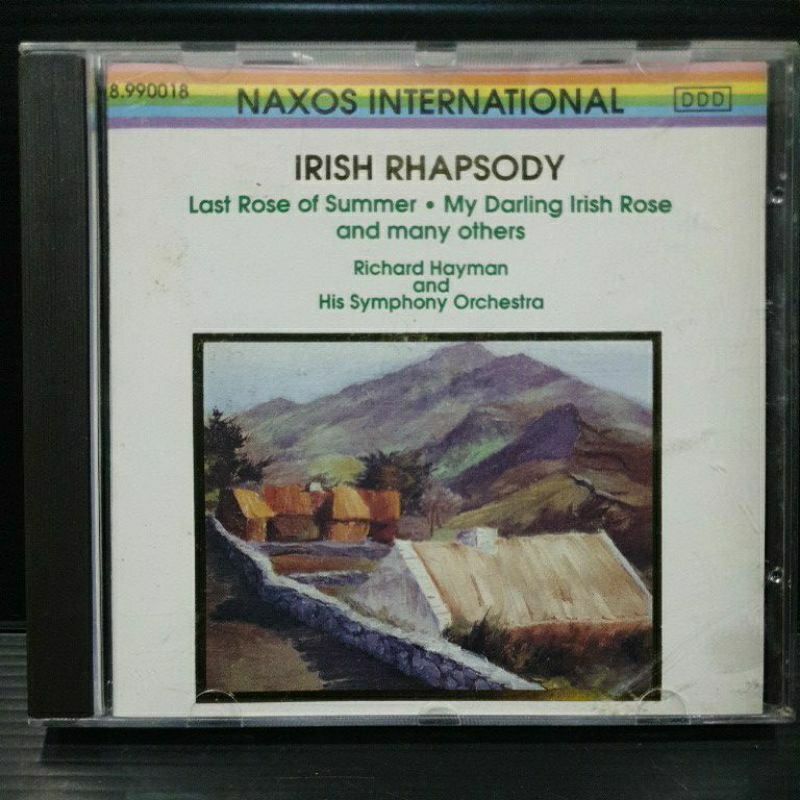 8.990018
NAXOS INTERNATIONAL
DDD
IRISH RHAPSODY
Last Rose of Summer • My Darling Irish Rose
and many others
Richard Hayman
and
His Symphony Orchestra